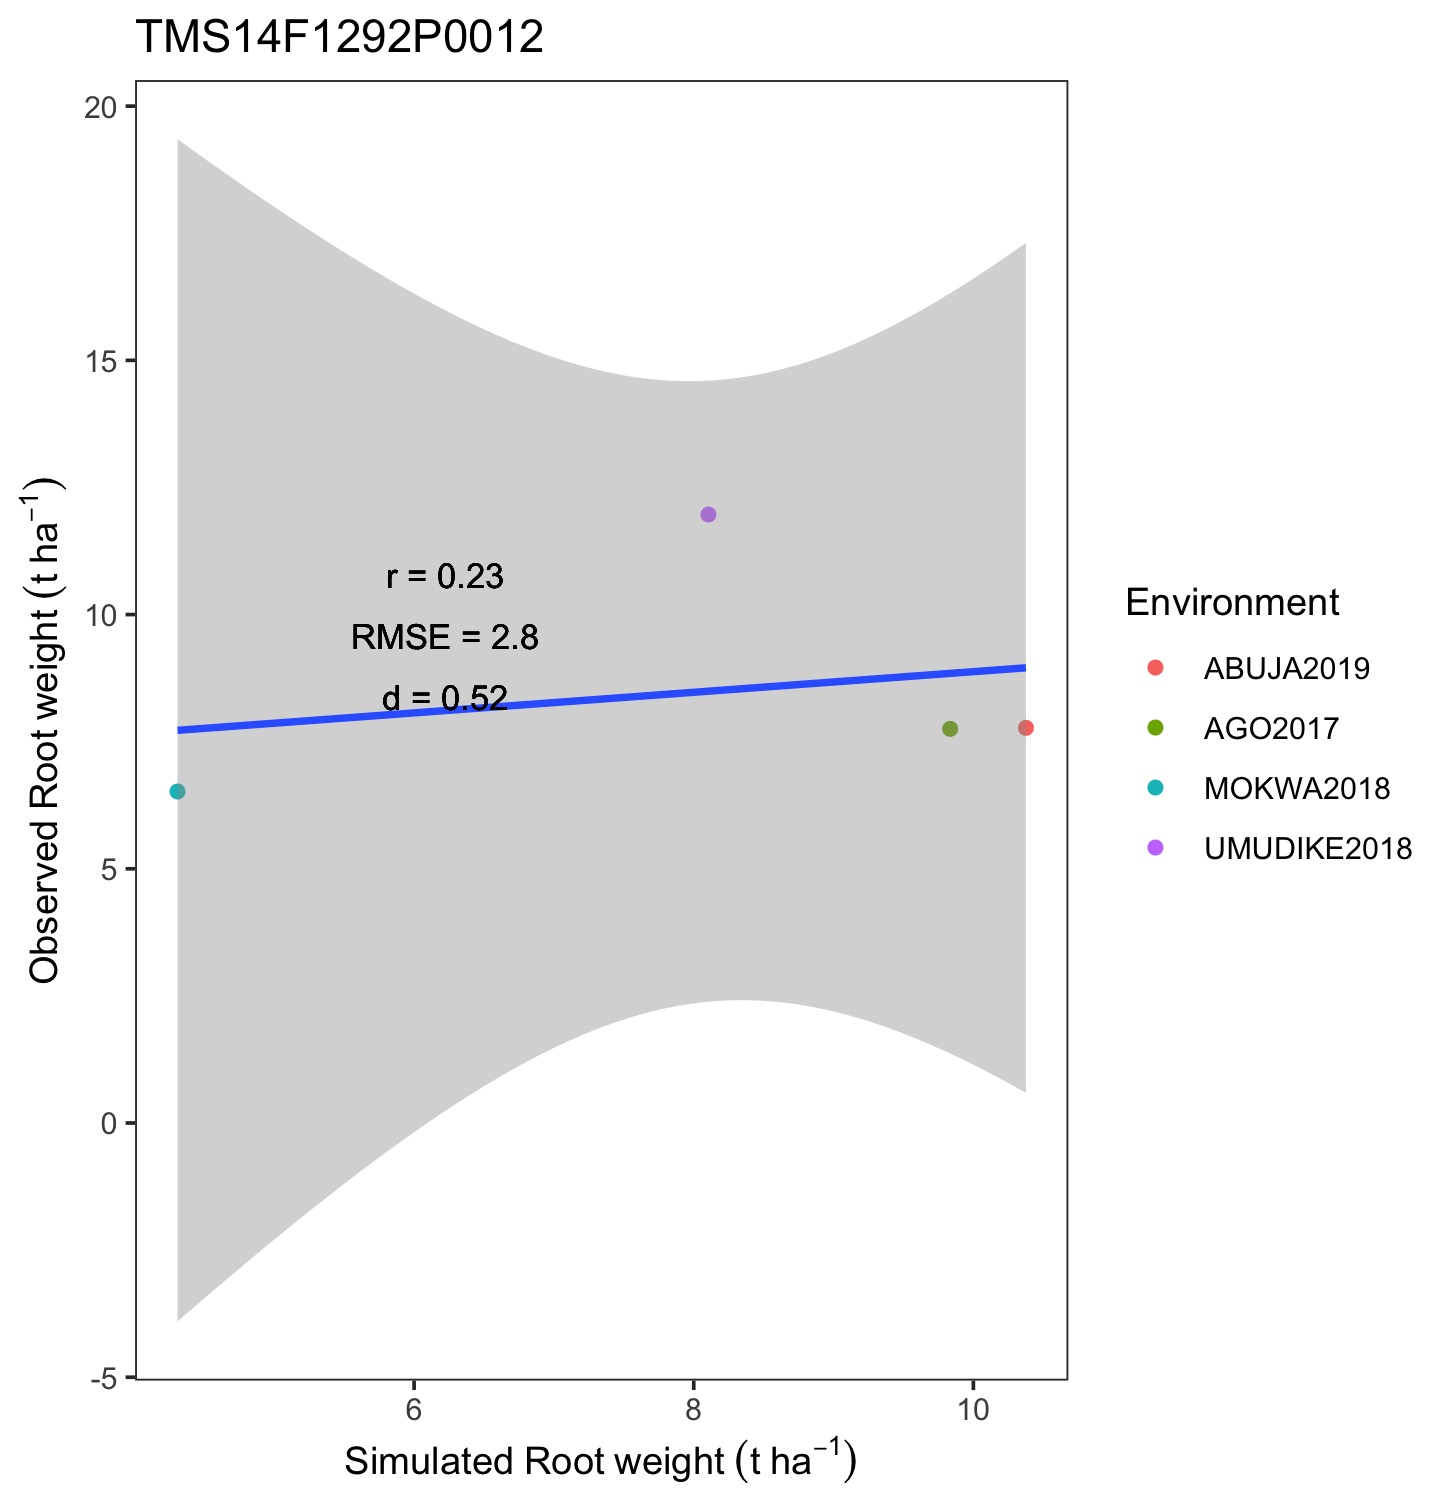 TMS14F1292P0012
20
15
10
5
0
-5
Observed Root weight (t ha⁻¹)
r = 0.23
RMSE = 2.8
d = 0.52
6
8
10
Simulated Root weight (t ha⁻¹)
Environment
ABUJA2019
AGO2017
MOKWA2018
UMUDIKE2018